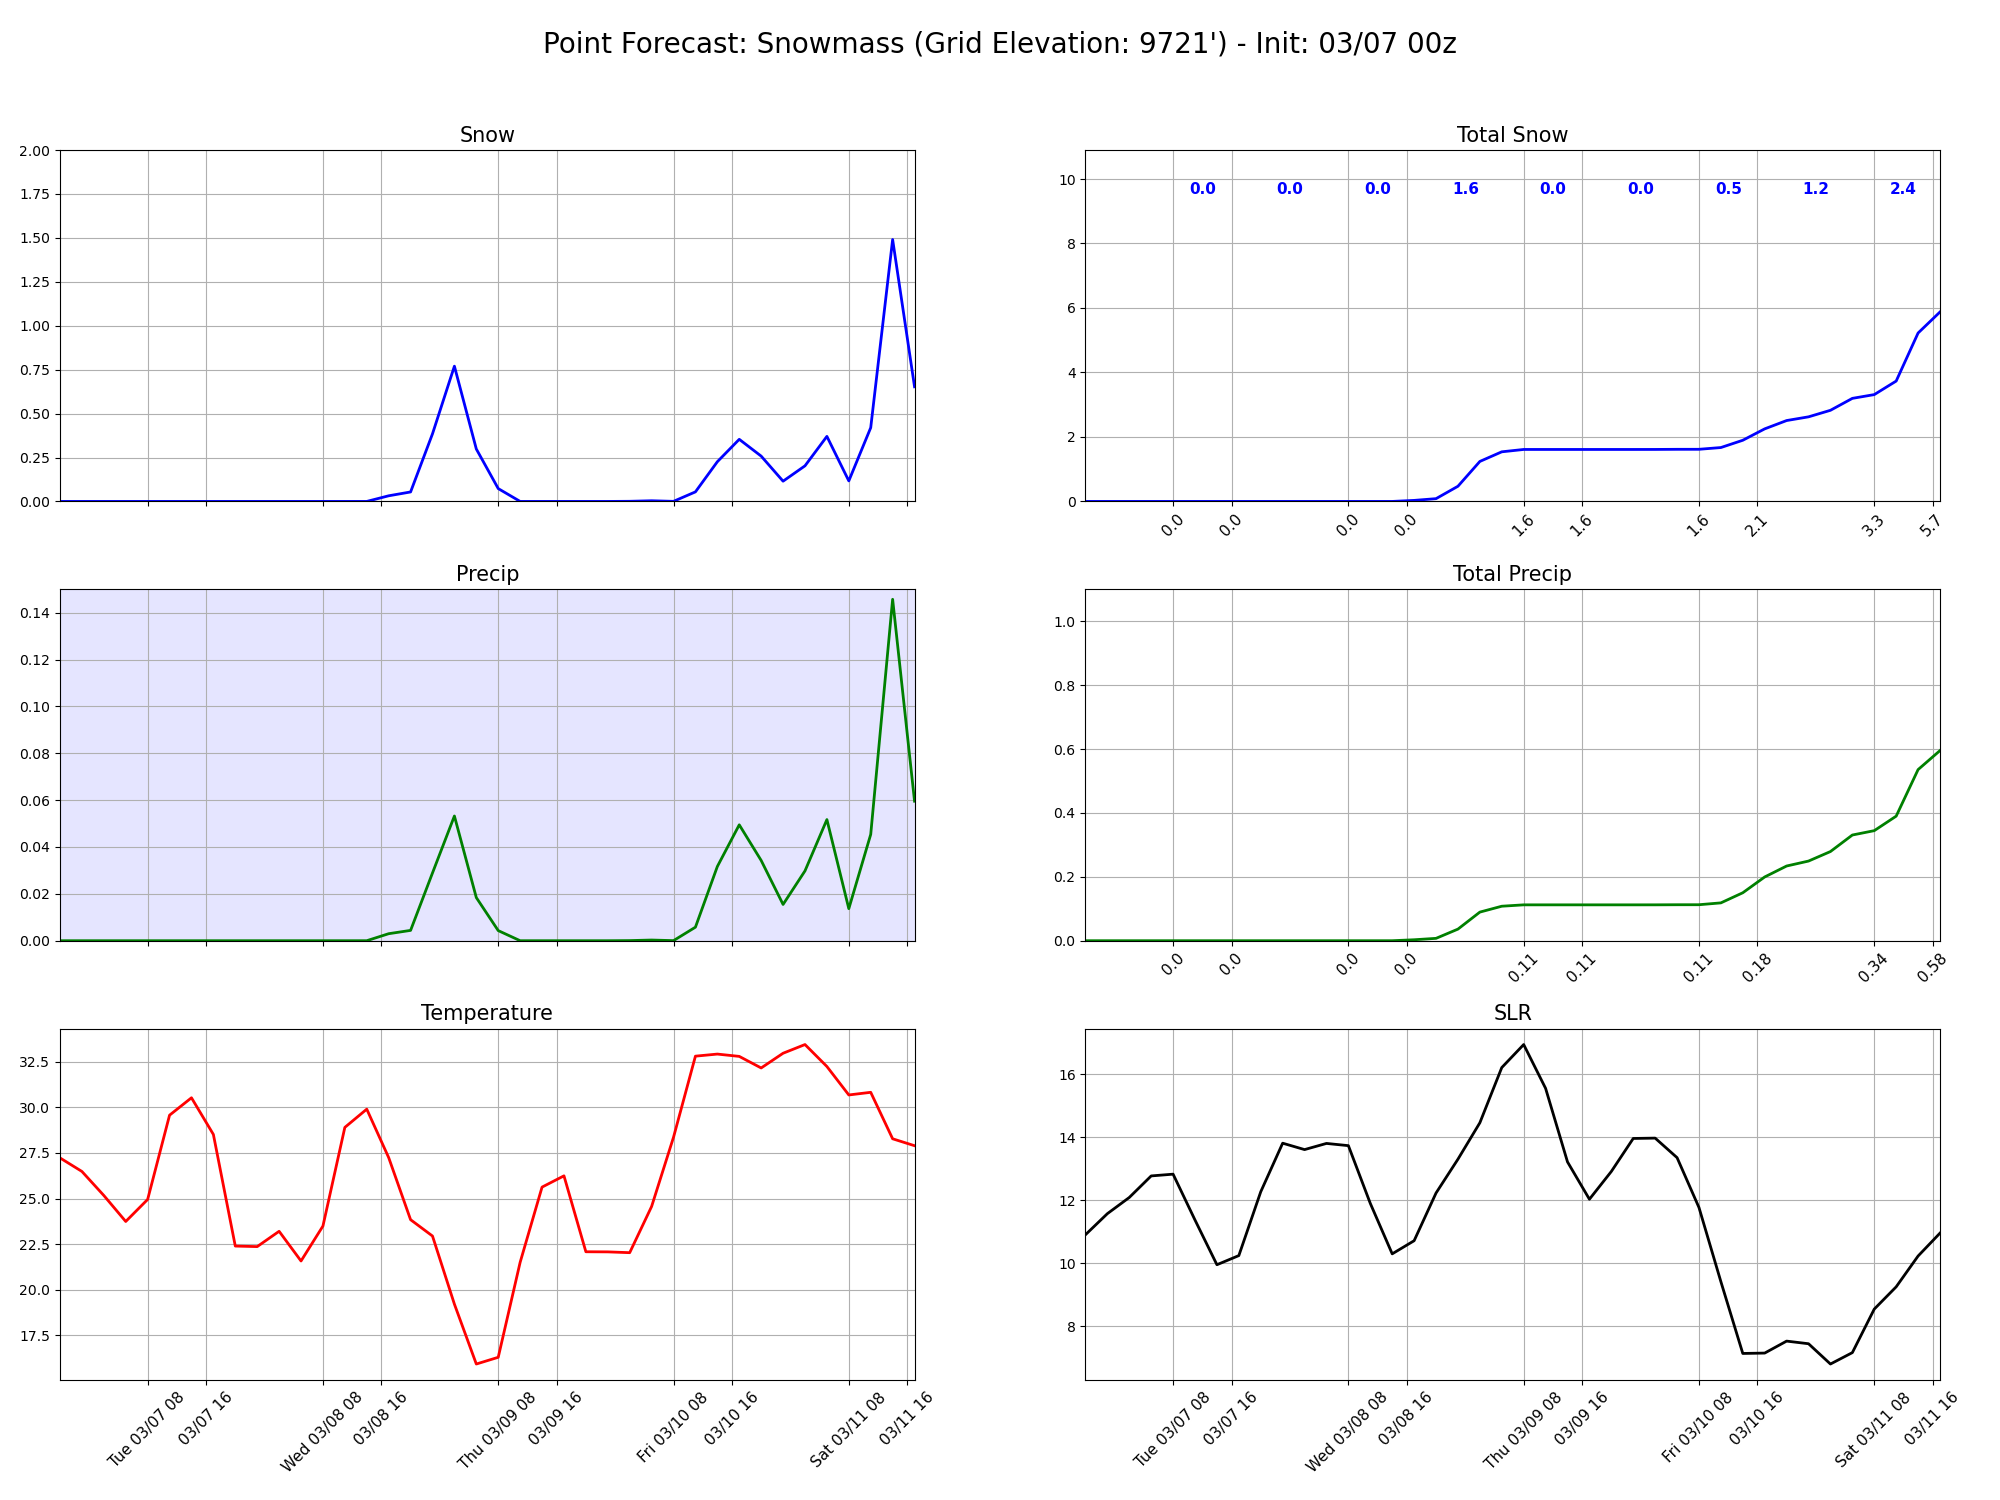 Point Forecast: Snowmass (Grid Elevation: 9721') - Init: 03/07 00z
Snow
2.00
1.75
1.50
1.25
1.00
0.75
0.50
0.25
0.00
Total Snow
10
8
6
4
2
0
0.0 0.0 0.0 1.6 0.0 0.0 0.5 1.2 2.4
0.0 0.0 0.0 0.0 1.6 1.6 1.6 2.1 3.3 5.7
Precip
0.14
0.12
0.10
0.08
0.06
0.04
0.02
0.00
Total Precip
1.0
0.8
0.6
0.4
0.2
0.0
0.0 0.0 0.0 0.0 0.11 0.11 0.11 0.18 0.34 0.58
Temperature
32.5
30.0
27.5
25.0
22.5
20.0
17.5
Tue 03/07 08
03/07 16
Wed 03/08 08
03/08 16
Thu 03/09 08
03/09 16
Fri 03/10 08
03/10 16
Sat 03/11 08
03/11 16
SLR
16
14
12
10
8
Tue 03/07 08
03/07 16
Wed 03/08 08
03/08 16
Thu 03/09 08
03/09 16
Fri 03/10 08
03/10 16
Sat 03/11 08
03/11 16